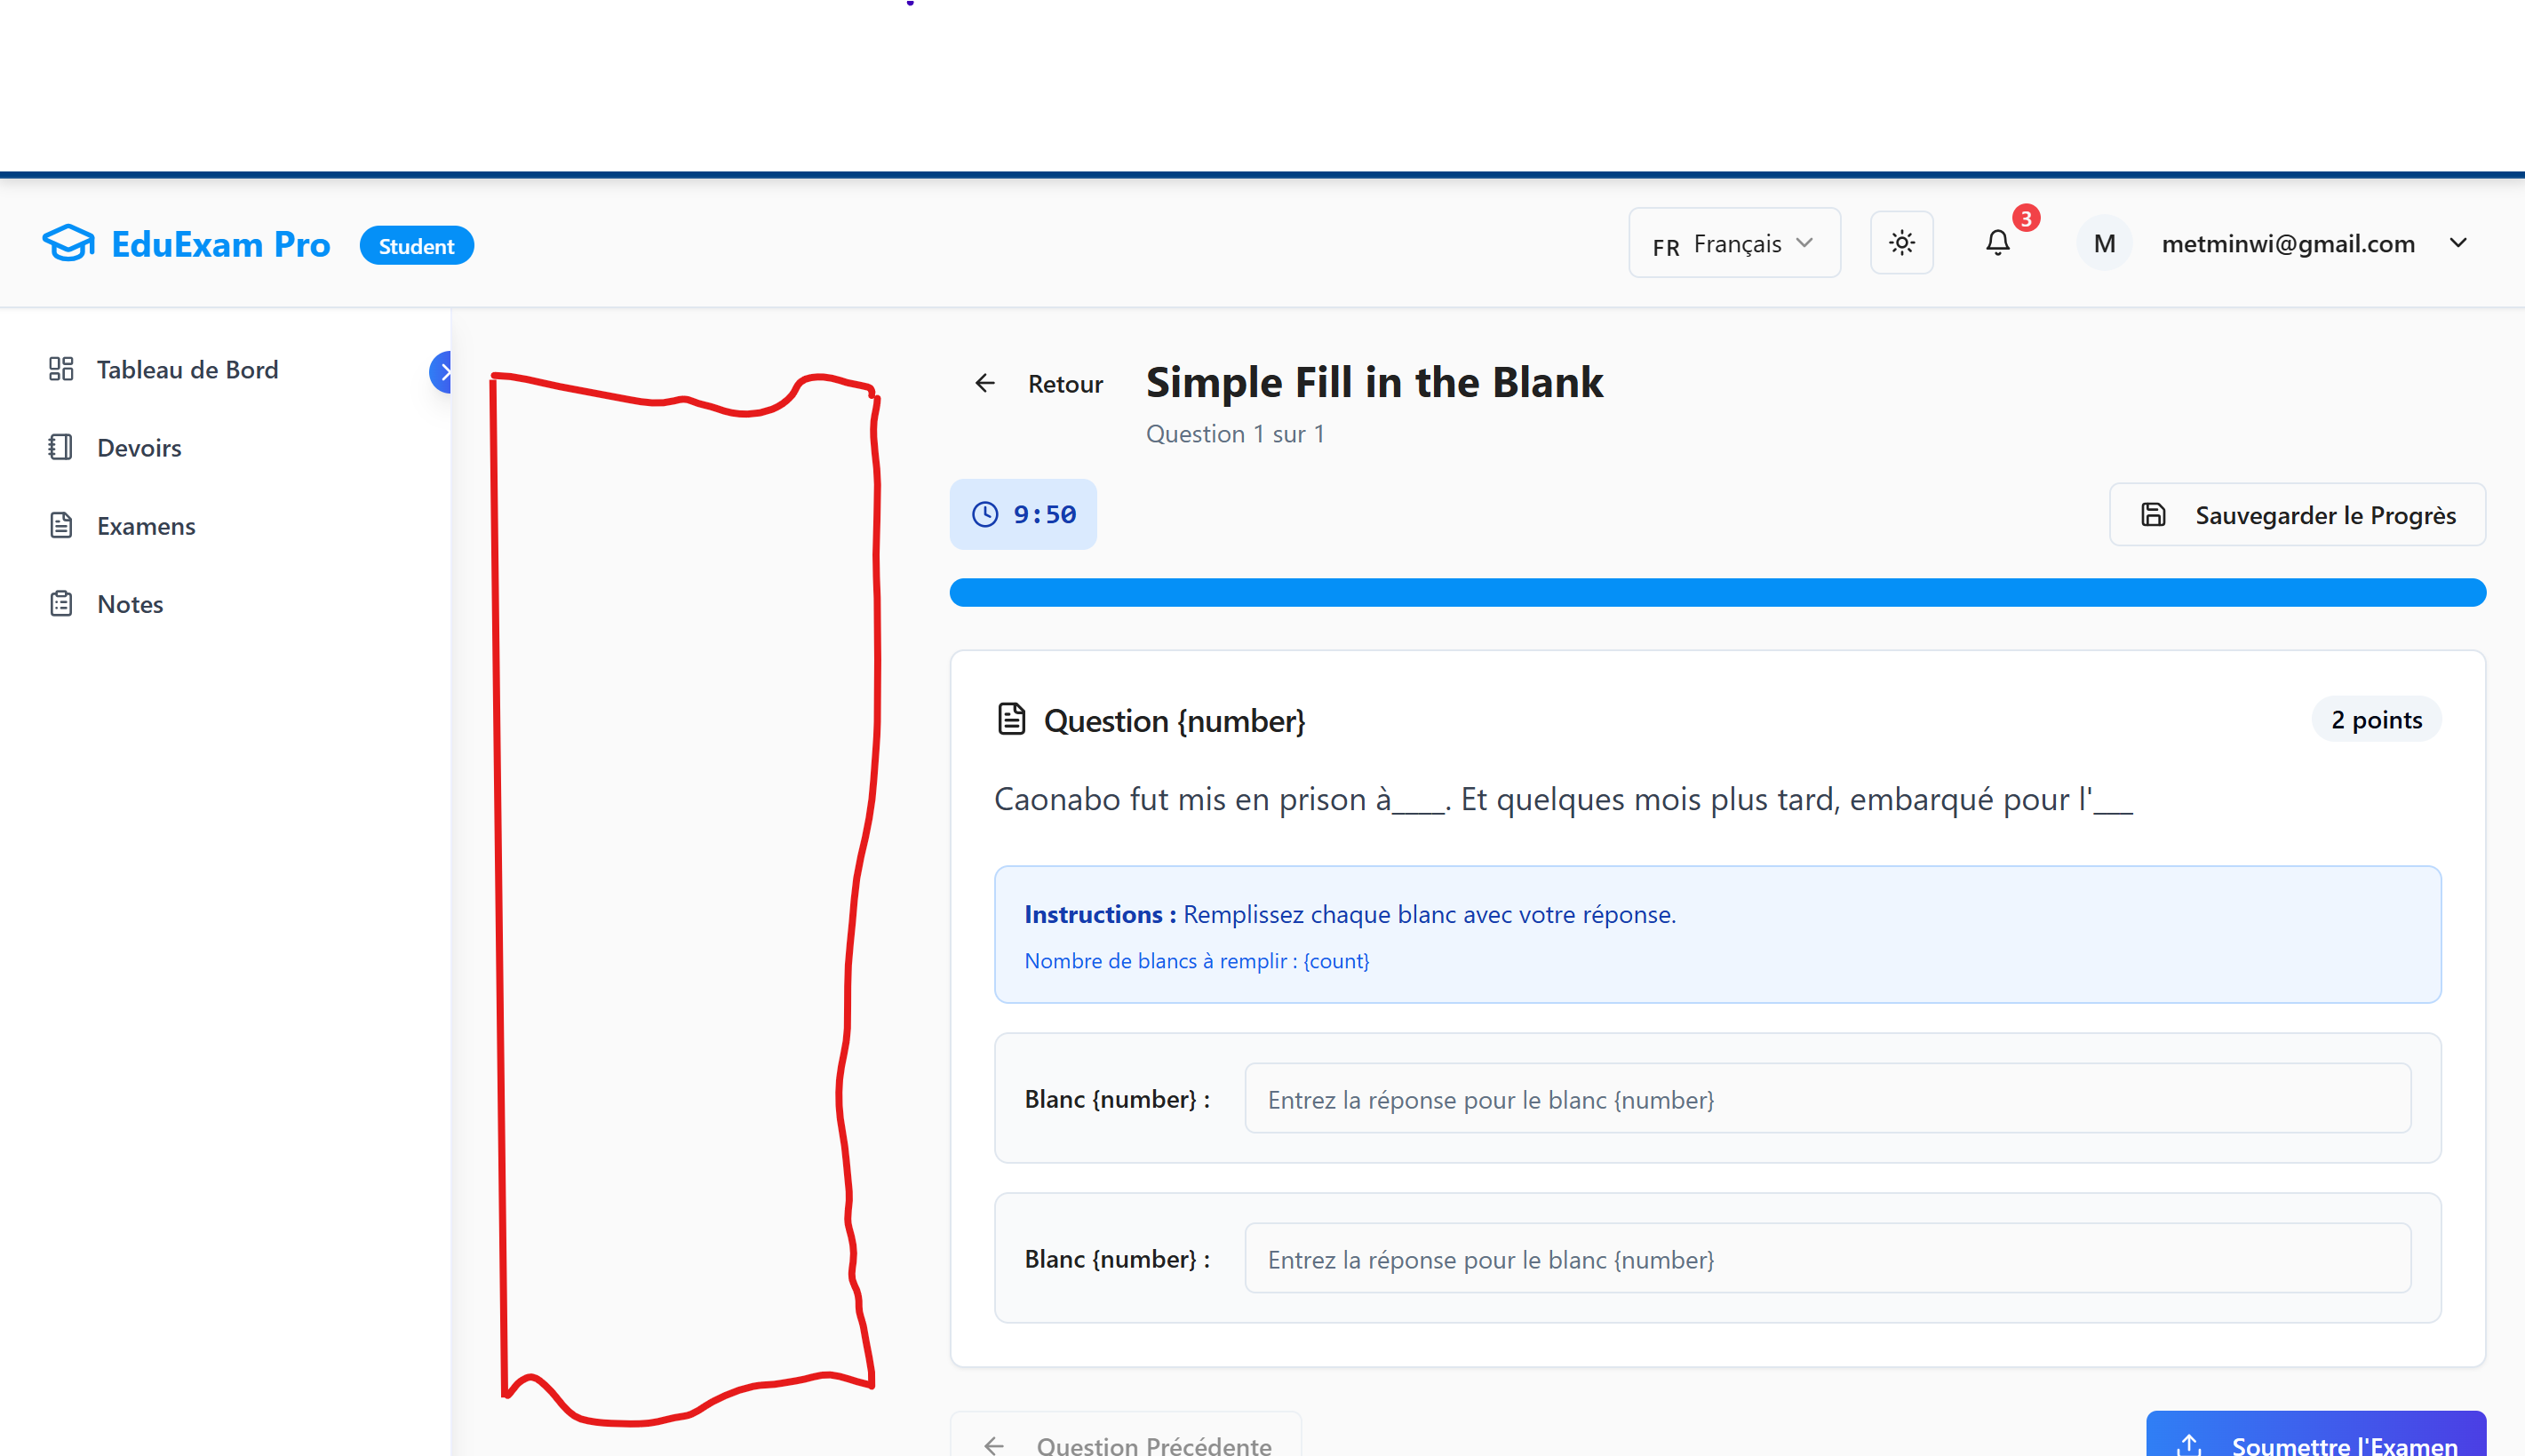 EduExam Pro Student
FR Français
3
M metminwi@gmail.com
Tableau de Bord
Devoirs
Examens
Notes
Retour
Simple Fill in the Blank
Question 1 sur 1
9:50
Sauvegarder le Progrès
Question {number}
2 points
Caonabo fut mis en prison à____. Et quelques mois plus tard, embarqué pour l'___
Instructions : Remplissez chaque blanc avec votre réponse.
Nombre de blancs à remplir : {count}
Blanc {number} : Entrez la réponse pour le blanc {number}
Blanc {number} : Entrez la réponse pour le blanc {number}
Question Précédente
Soumettre l'Examen